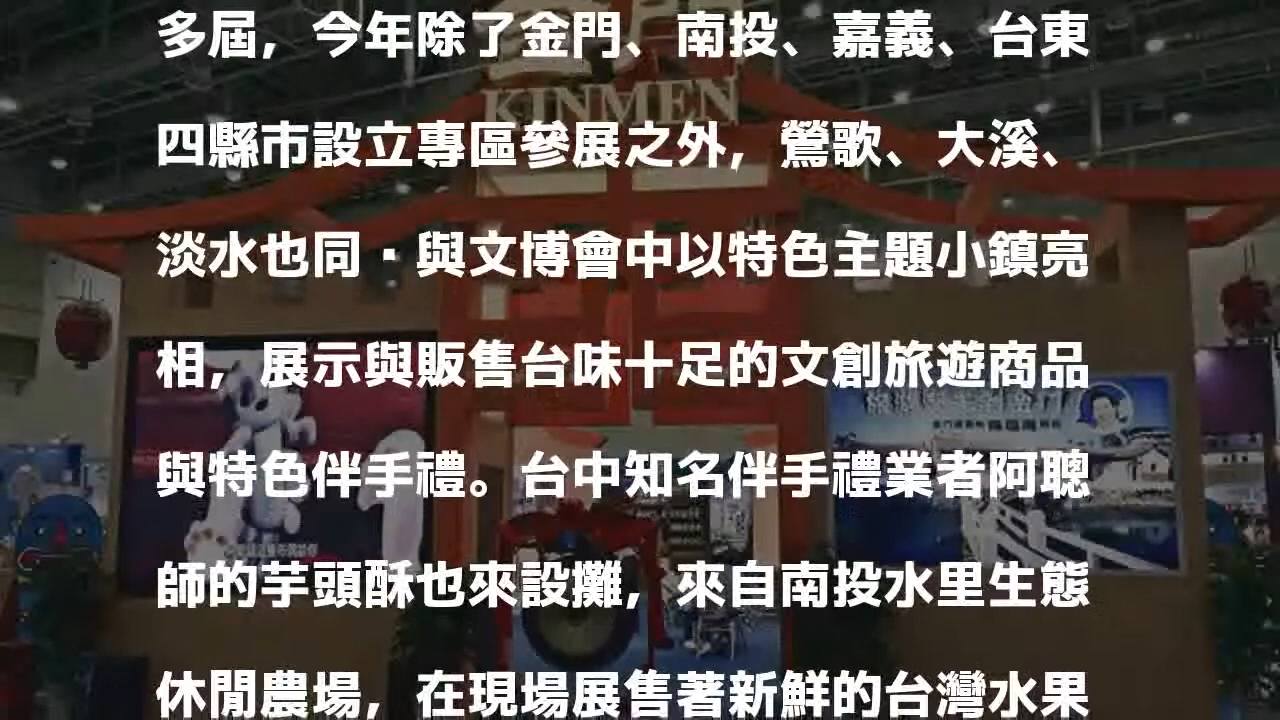 多屆，今年除了金門、南投、嘉義、台東
KINMEN
四縣市設立專區參展之外，鶯歌、大溪、
淡水也同·與文博會中以特色主題小鎮亮
相，展示與販售台味十足的文創旅遊商品
與特色伴手禮。台中知名伴手禮業者阿聰
師的芋頭酥也來設攤，來自南投水里生態
休閒農場，在現場展售著新鮮的台灣水果